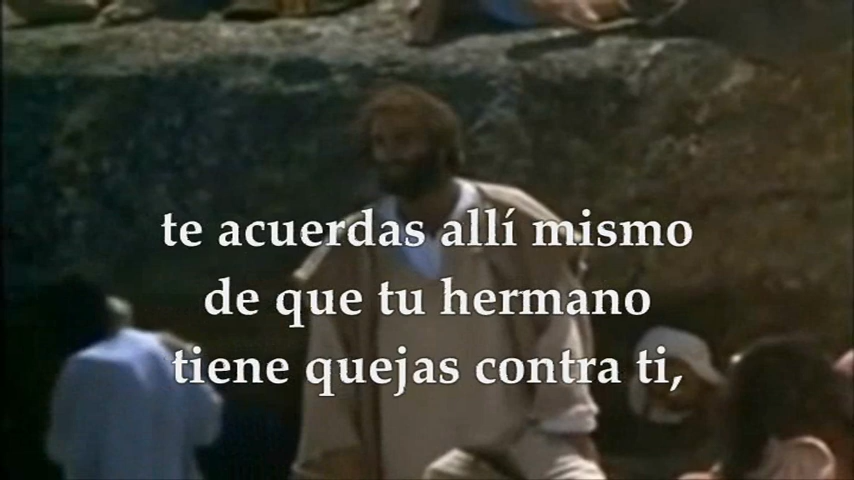 te acuerdas allí mismo
de que tu hermano
tiene quejas contra ti,